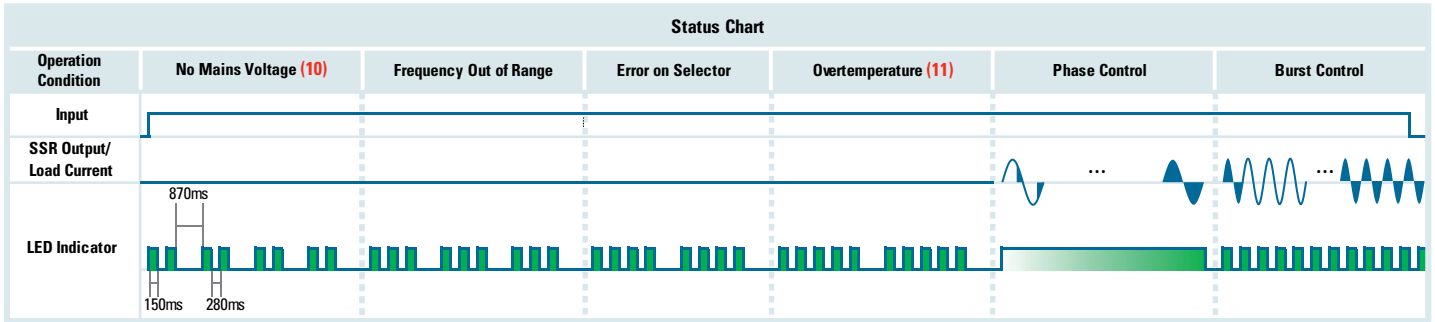 Status Chart
Operation
Condition
No Mains Voltage (10)
Frequency Out of Range
Error on Selector
Overtemperature (11)
Phase Control
Burst Control
Input
SSR Output/
Load Current
...
...
870ms
LED Indicator
150ms
280ms